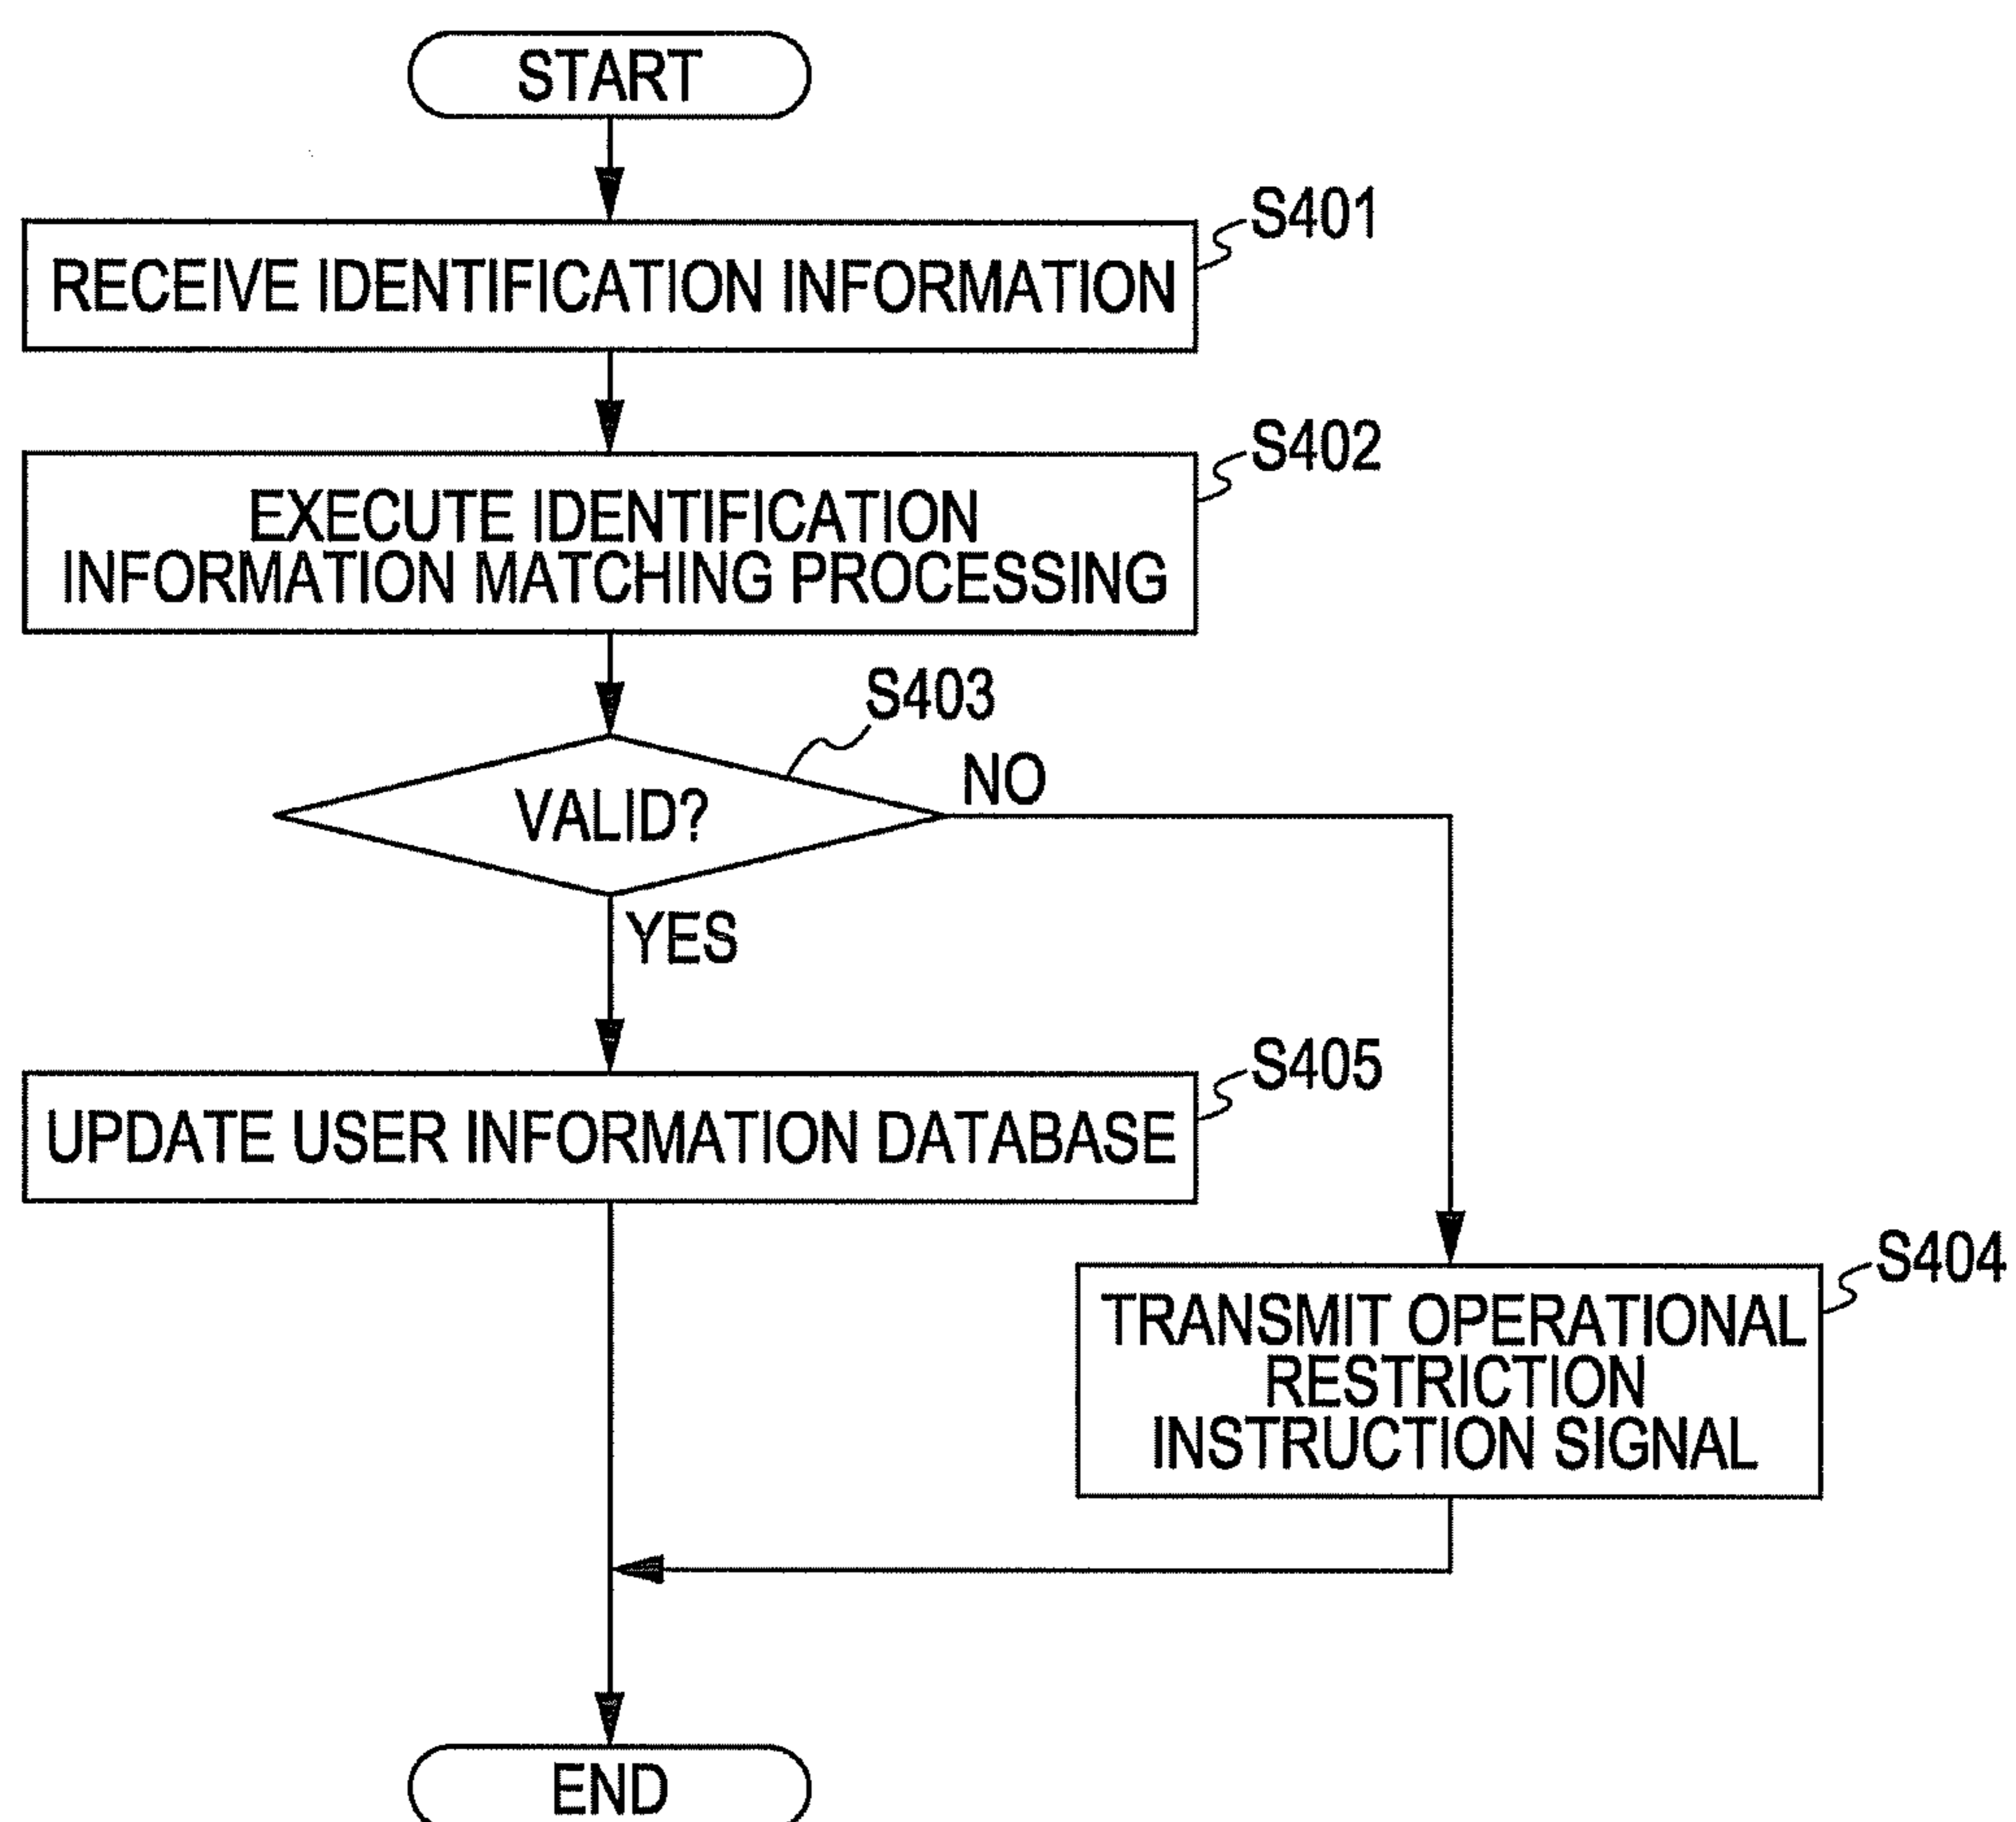 START
S401
RECEIVE IDENTIFICATION INFORMATION
S402
EXECUTE IDENTIFICATION
INFORMATION MATCHING PROCESSING
S403
VALID?
NO
YES
S405
UPDATE USER INFORMATION DATABASE
S404
TRANSMIT OPERATIONAL
RESTRICTION
INSTRUCTION SIGNAL
END